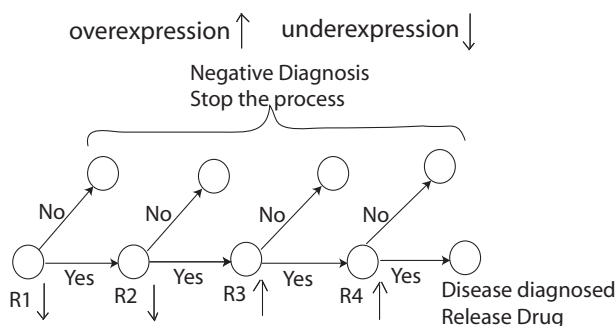 overexpression ↑ underexpression ↓
Negative Diagnosis
Stop the process
No No No No
Yes Yes Yes Yes
R1 ↓ R2 ↓ R3 ↑ R4 ↑
Disease diagnosed
Release Drug